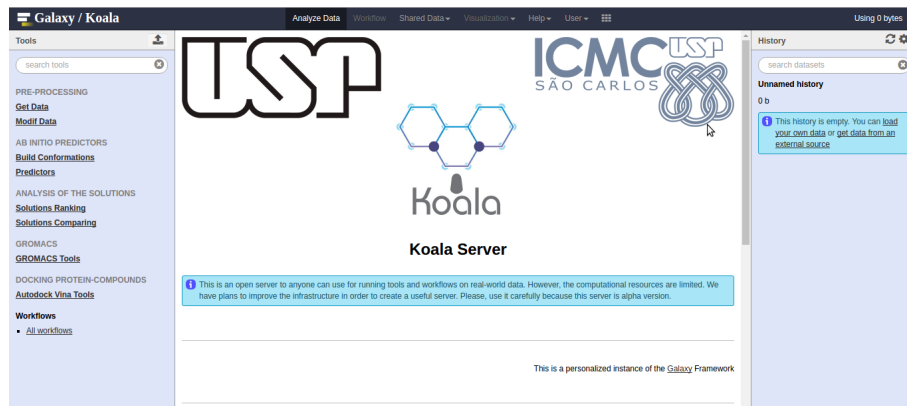 Galaxy / Koala
Analyze Data
Workflow
Shared Data
Visualization
Help
User
Using 0 bytes
Tools
search tools
PRE-PROCESSING
Get Data
Modif Data
AB INITIO PREDICTORS
Build Conformations
Predictors
ANALYSIS OF THE SOLUTIONS
Solutions Ranking
Solutions Comparing
GROMACS
GROMACS Tools
DOCKING PROTEIN-COMPOUNDS
Autodock Vina Tools
Workflows
All workflows
USP
ICMC USP
SÃO CARLOS
Koala
Koala Server
This is an open server to anyone can use for running tools and workflows on real-world data. However, the computational resources are limited. We
have plans to improve the infrastructure in order to create a useful server. Please, use it carefully because this server is alpha version.
This is a personalized instance of the Galaxy Framework
History
search datasets
Unnamed history
0 b
This history is empty. You can load
your own data or get data from an
external source